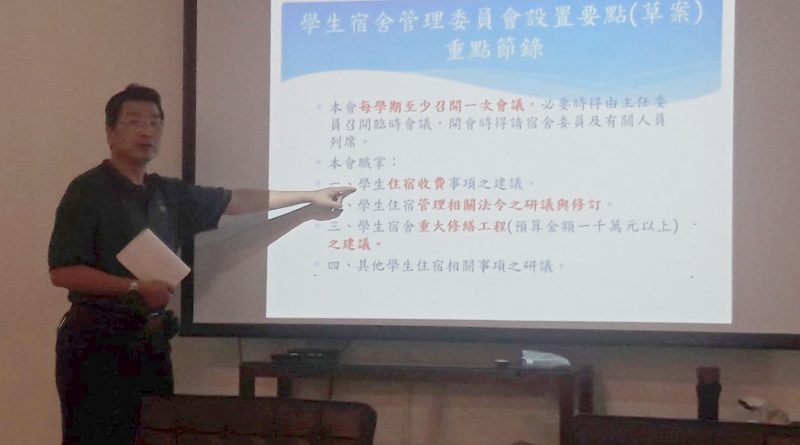 學生宿舍管理委員會設置要點(草案)
重點節錄
本會每學期至少召開一次會議，必要時得由主任委
員召開臨時會議，開會時得請宿舍委員及有關人員
列席。
本會職掌：
一、學生住宿收費事項之建議。
、學生住宿管理相關法令之研議與修訂。
三、學生宿舍重大修繕工程(預算金額一千萬元以上)
之建議。
四、其他學生住宿相關事項之研議。